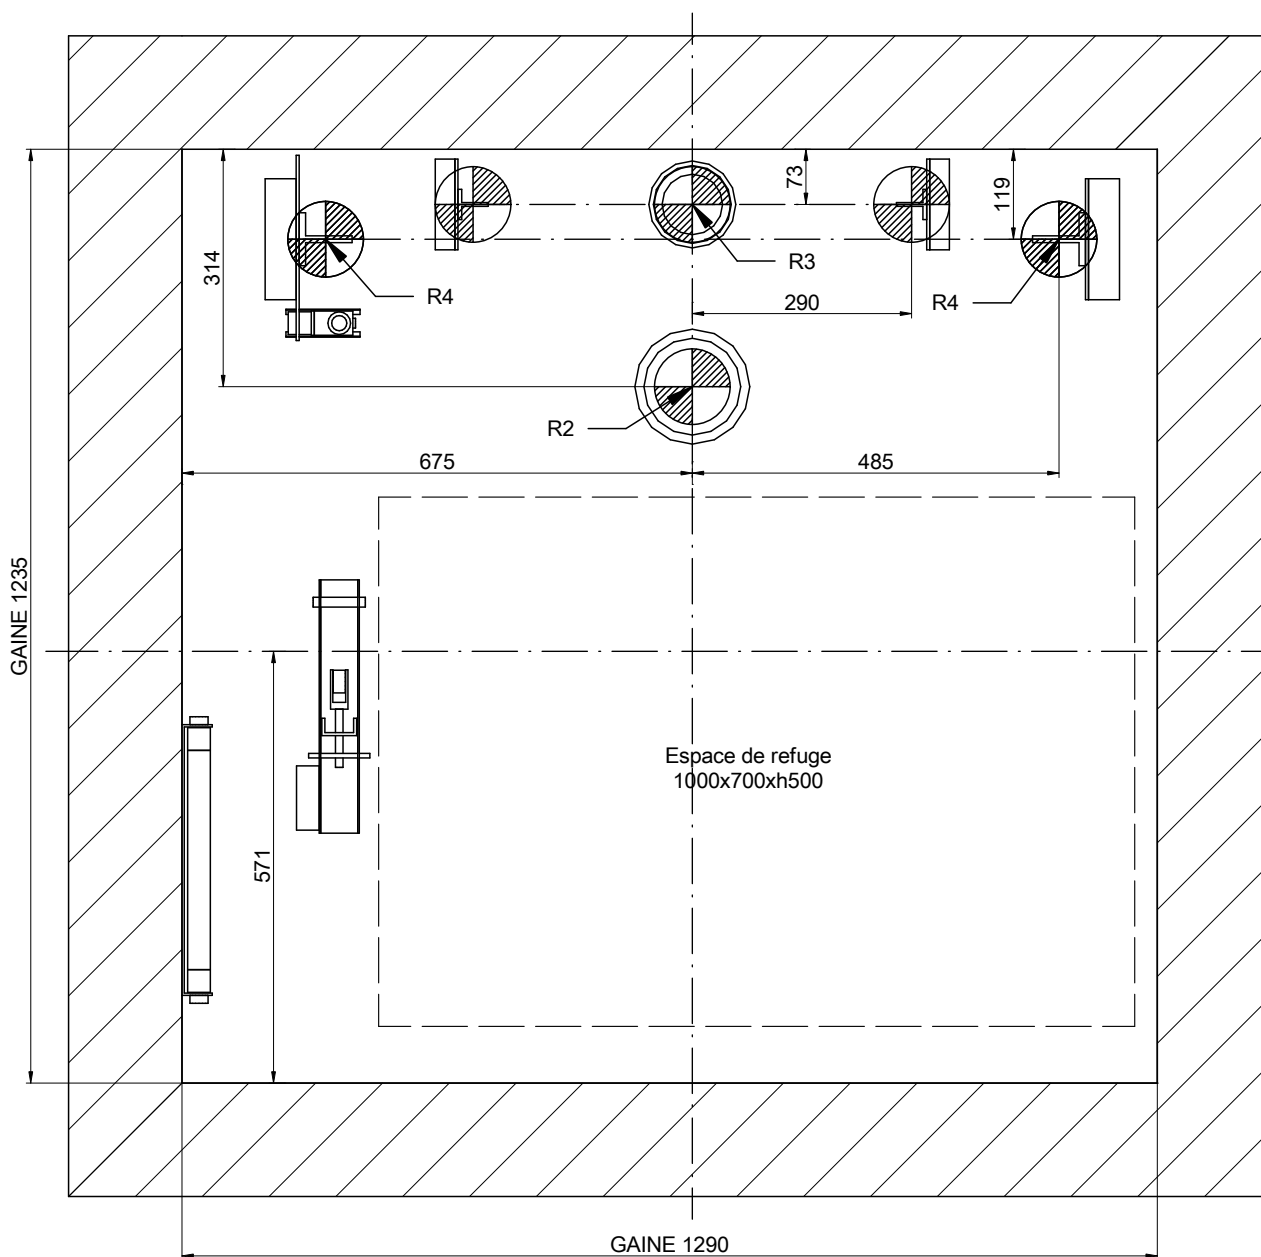 73
119
314
R3
R4
R4
290
R2
675
485
GAINE 1235
Espace de refuge
1000x700xh500
571
GAINE 1290